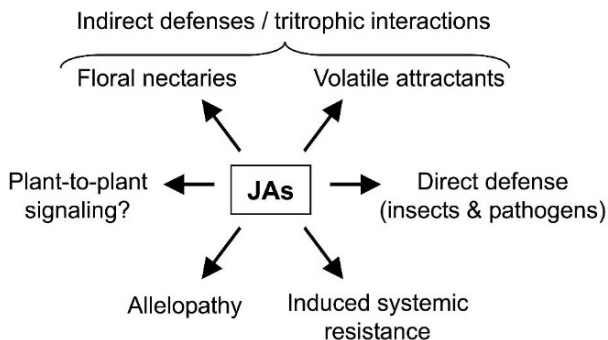 Indirect defenses / tritrophic interactions
Floral nectaries
Volatile attractants
Plant-to-plant
signaling?
JAs
Direct defense
(insects & pathogens)
Allelopathy
Induced systemic
resistance